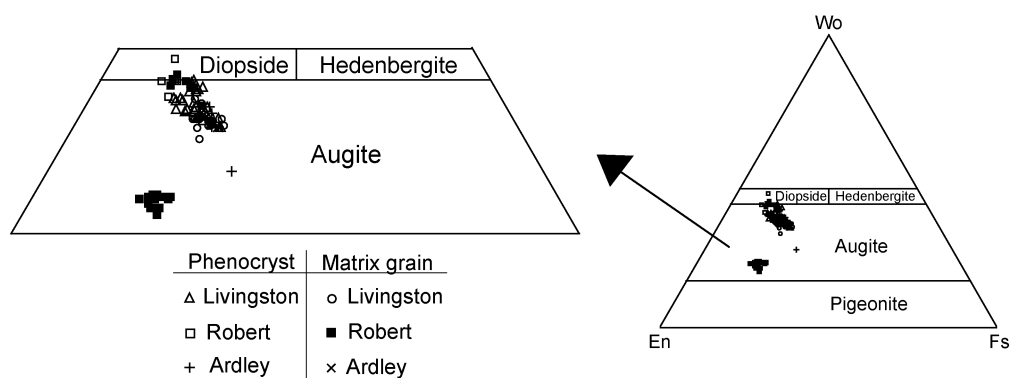 Diopside Hedenbergite
Augite
Phenocryst Matrix grain
Livingston Livingston
Robert Robert
Ardley Ardley
Wo
Diopside Hedenbergite
Augite
Pigeonite
En Fs